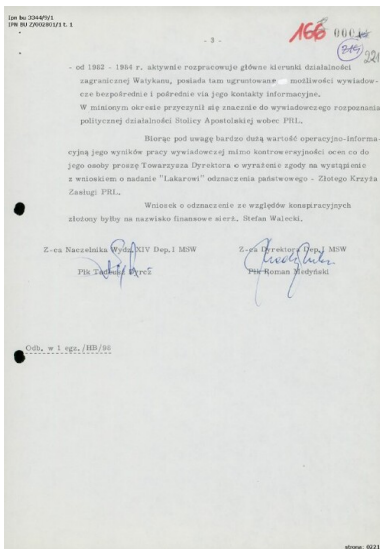 Ipn bu 3344/9/1
IPN BU Z/002801/1 t. 1
166
- 3 -
- od 1982 - 1984 r. aktywnie rozpracowuje główne kierunki działalności
zagranicznej Watykanu, posiada tam ugruntowane możliwości wywiadow-
cze bezpośrednie i pośrednie via jego kontakty informacyjne.
W minionym okresie przyczynił się znacznie do wywiadowczego rozpoznania
politycznej działalności Stolicy Apostolskiej wobec PRL.
Biorąc pod uwagę bardzo dużą wartość operacyjno-informa-
cyjną jego wyników pracy wywiadowczej mimo kontrowersyjności ocen co do
jego osoby proszę Towarzysza Dyrektora o wyrażenie zgody na wystąpienie
z wnioskiem o nadanie "Lakarowi" odznaczenia państwowego - Złotego Krzyża
Zasługi PRL.
Wniosek o odznaczenie ze względów konspiracyjnych
złożony byłby na nazwisko finansowe sierż. Stefan Walecki.
Z-ca Naczelnika Wydz. XIV Dep. I MSW
Z-ca Dyrektora Dep. I MSW
Płk Tadeusz
Płk Roman Medyński
Odb. w 1 egz./HB/96
strona: 0221